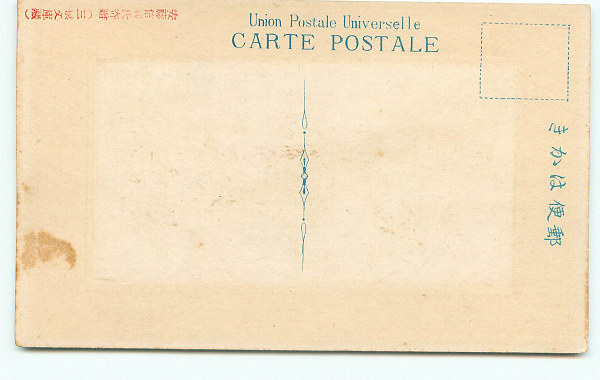 Union Postale Universelle
CARTE POSTALE
郵便はかき